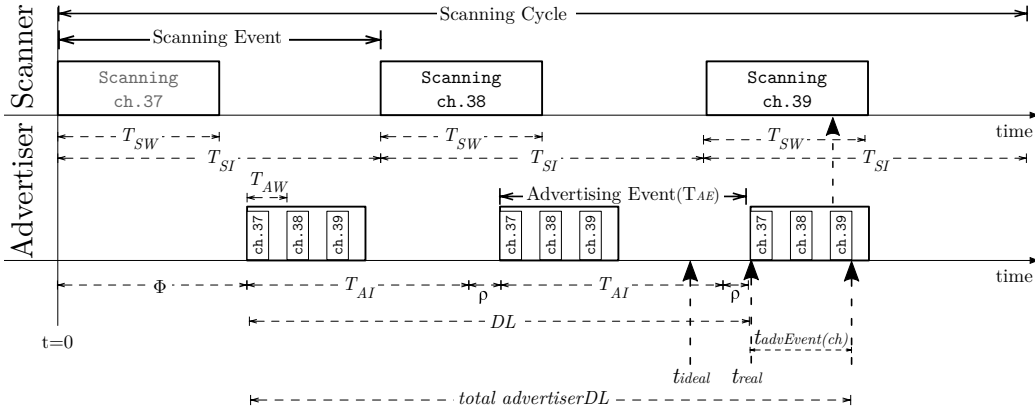 Scanning Cycle
Scanner
Scanning Event
Scanning
ch.37
Scanning
ch.38
Scanning
ch.39
time
T_SW
T_SW
T_SW
T_SI
T_SI
T_SI
Advertiser
T_AW
Advertising Event(T_AE)
ch.37
ch.38
ch.39
ch.37
ch.38
ch.39
ch.37
ch.38
ch.39
time
Φ
T_AI
ρ
T_AI
ρ
DL
t=0
t_advEvent(ch)
t_ideal
t_real
total advertiserDL